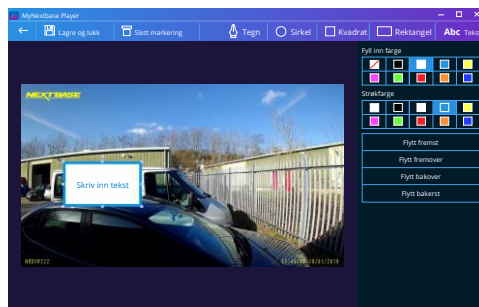 MyNextbase Player
Lagre og lukk
Slett markering
Tegn
Sirkel
Kvadrat
Rektangel
Abc Tekst
Fyll inn farge
Strøkfarge
Flytt fremst
Flytt fremover
Flytt bakover
Flytt bakerst
NEXTBASE
Skriv inn tekst